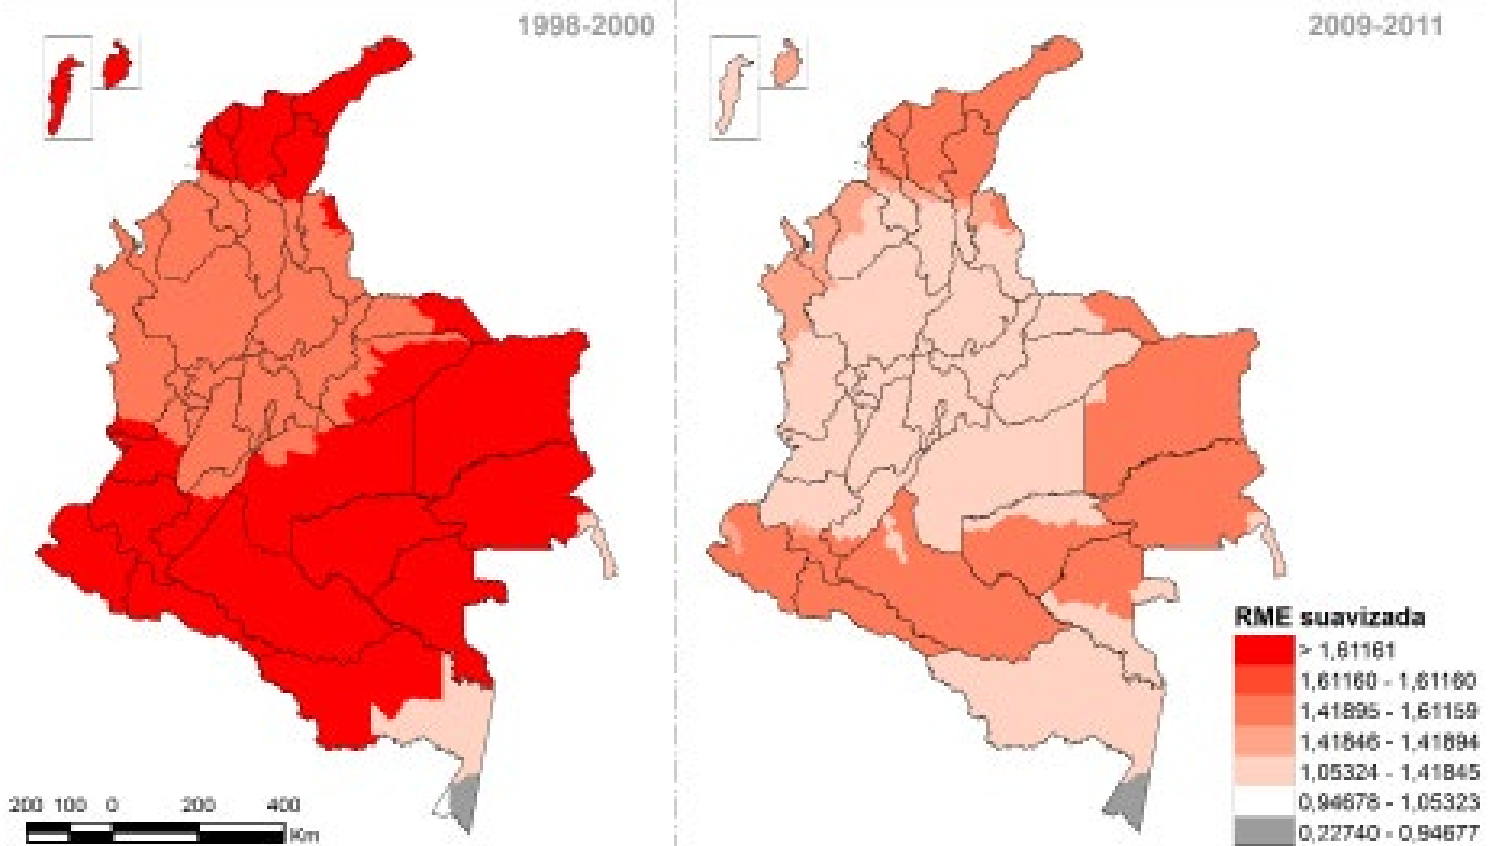 1998-2000
2009-2011
RME suavizada
> 1,61161
1,61160 - 1,61160
1,41895 - 1,61159
1,41846 - 1,41894
1,05324 - 1,41845
0,94678 - 1,05323
0,22740 - 0,94677
200 100 0 200 400
Km